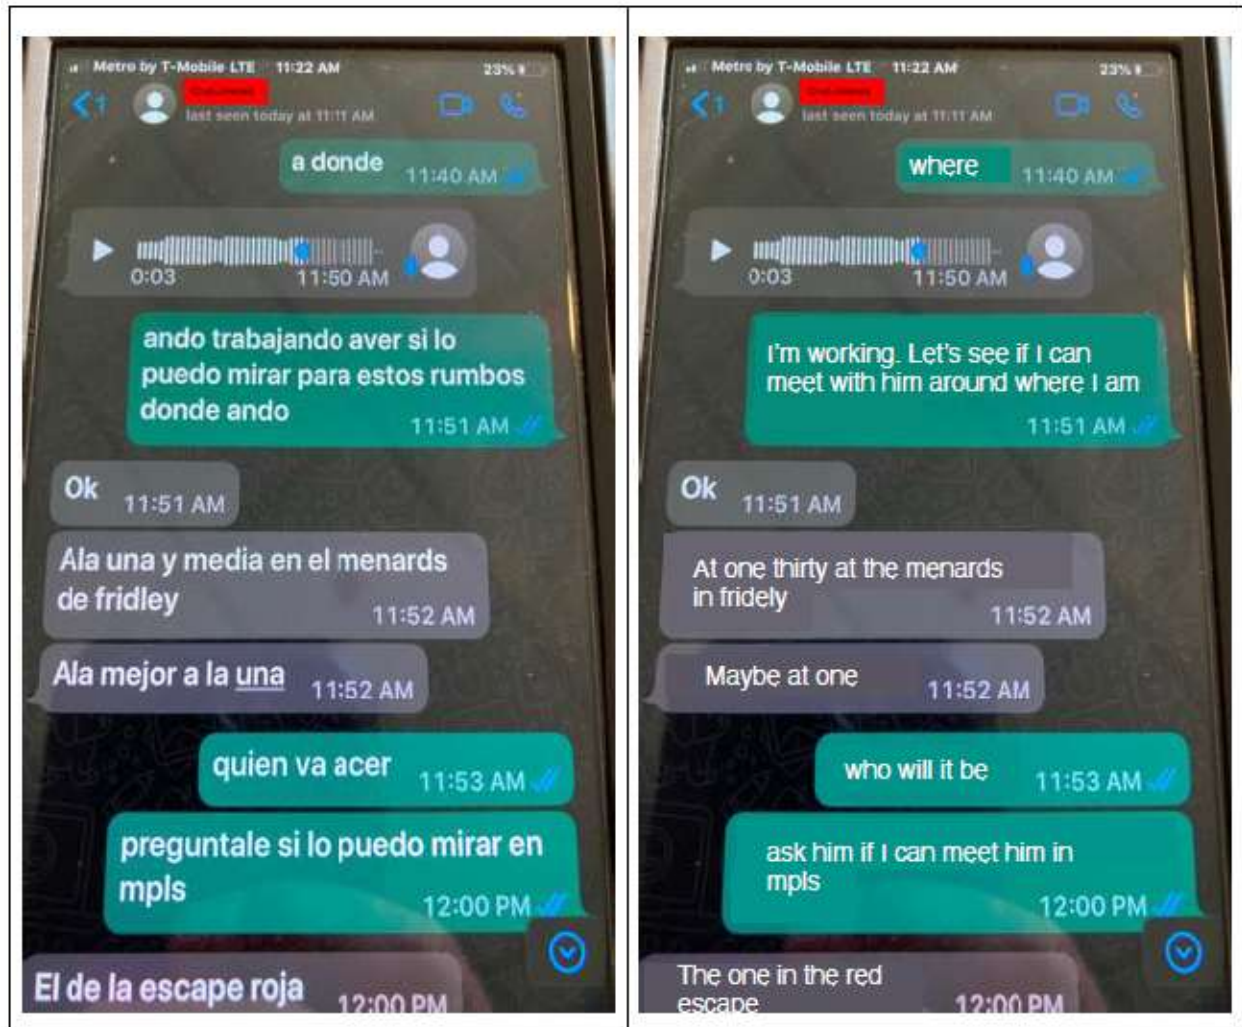 Metro by T-Mobile LTE 11:22 AM 23%
1
last seen today at 11:11 AM
a donde 11:40 AM
0:03 11:50 AM
ando trabajando aver si lo
puedo mirar para estos rumbos
donde ando
11:51 AM
Ok 11:51 AM
Ala una y media en el menards
de fridley
11:52 AM
Ala mejor a la una 11:52 AM
quien va acer 11:53 AM
preguntale si lo puedo mirar en
mpls
12:00 PM
El de la escape roja 12:00 PM
Metro by T-Mobile LTE 11:22 AM 23%
1
last seen today at 11:11 AM
where 11:40 AM
0:03 11:50 AM
I'm working. Let's see if I can
meet with him around where I am
11:51 AM
Ok 11:51 AM
At one thirty at the menards
in fridely
11:52 AM
Maybe at one 11:52 AM
who will it be 11:53 AM
ask him if I can meet him in
mpls
12:00 PM
The one in the red
escape 12:00 PM